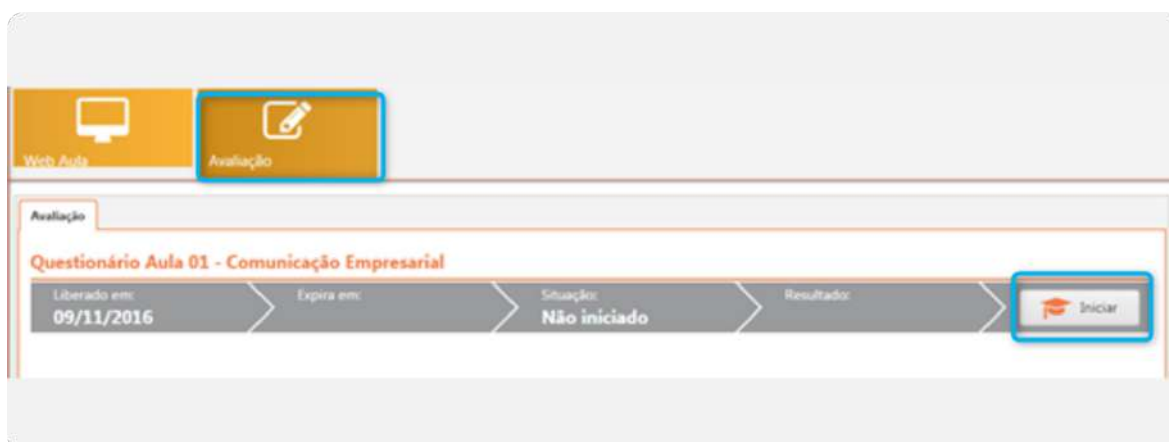 Web Aula
Avaliação
Avaliação
Questionário Aula 01 - Comunicação Empresarial
Liberado em:
09/11/2016
Expira em:
Situação:
Não iniciado
Resultado:
Iniciar